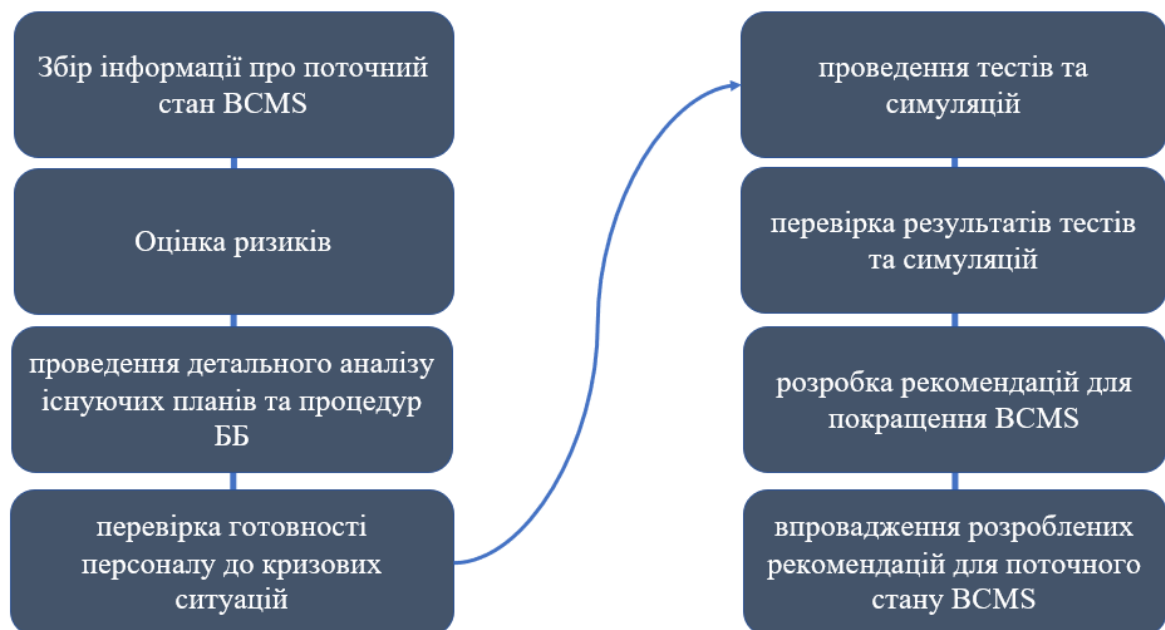 Збір інформації про поточний
стан BCMS
Оцінка ризиків
проведення детального аналізу
існуючих планів та процедур
ББ
перевірка готовності
персоналу до кризових
ситуацій
проведення тестів та
симуляцій
перевірка результатів тестів
та симуляцій
розробка рекомендацій для
покращення BCMS
впровадження розроблених
рекомендацій для поточного
стану BCMS